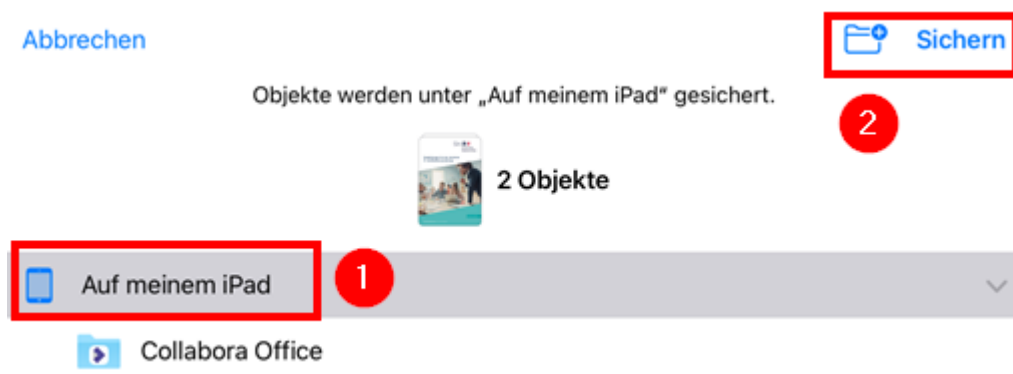 Abbrechen
Sichern
Objekte werden unter „Auf meinem iPad“ gesichert.
2
2 Objekte
Auf meinem iPad
1
Collabora Office